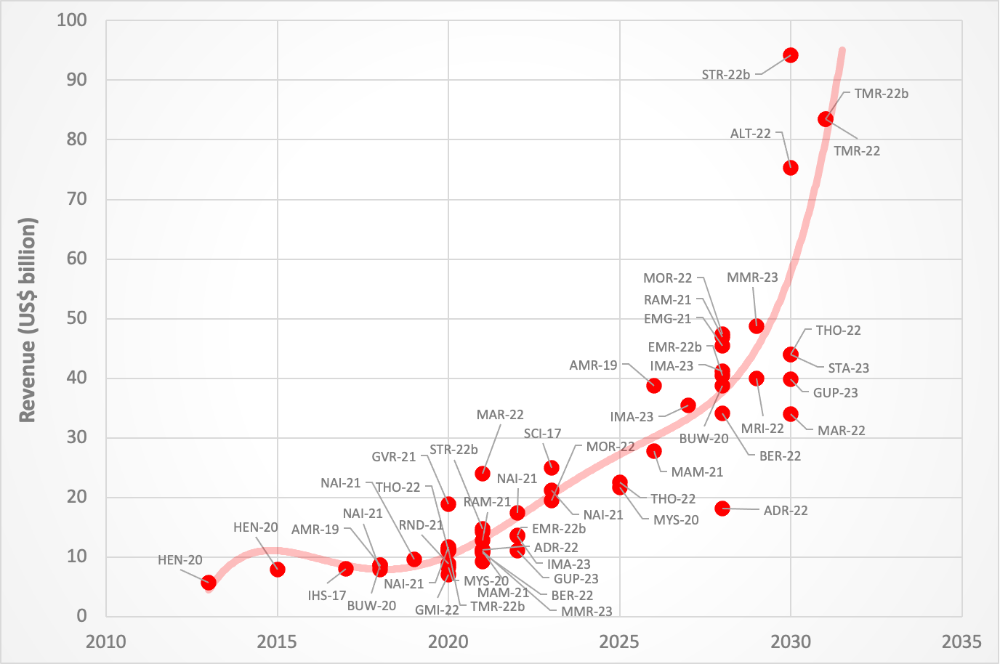 100
90
80
70
60
50
40
30
20
10
0
Revenue (US$ billion)
2010
2015
2020
2025
2030
2035
STR-22b
TMR-22b
ALT-22
TMR-22
MOR-22
MMR-23
RAM-21
EMG-21
THO-22
EMR-22b
AMR-19
IMA-23
STA-23
GUP-23
IMA-23
MAR-22
MRI-22
MAR-22
SCI-17
BUW-20
STR-22b
MOR-22
GVR-21
BER-22
MAM-21
NAI-21
NAI-21
THO-22
RAM-21
THO-22
NAI-21
NAI-21
MYS-20
ADR-22
HEN-20
AMR-19
RND-21
EMR-22b
ADR-22
HEN-20
IMA-23
NAI-21
MYS-20
GUP-23
IHS-17
MAM-21
BER-22
BUW-20
GMI-22
TMR-22b
MMR-23